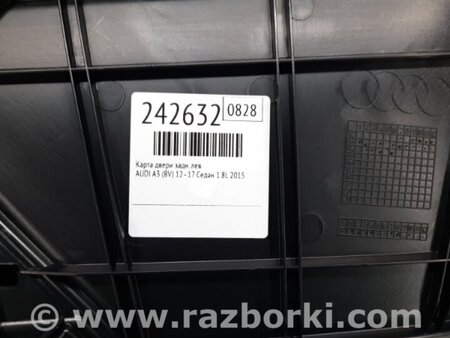 242632 0828
Карта двери задн. лев.
AUDI A3 (8V) 12-17 Седан 1.8L 2015
www.razborki.com